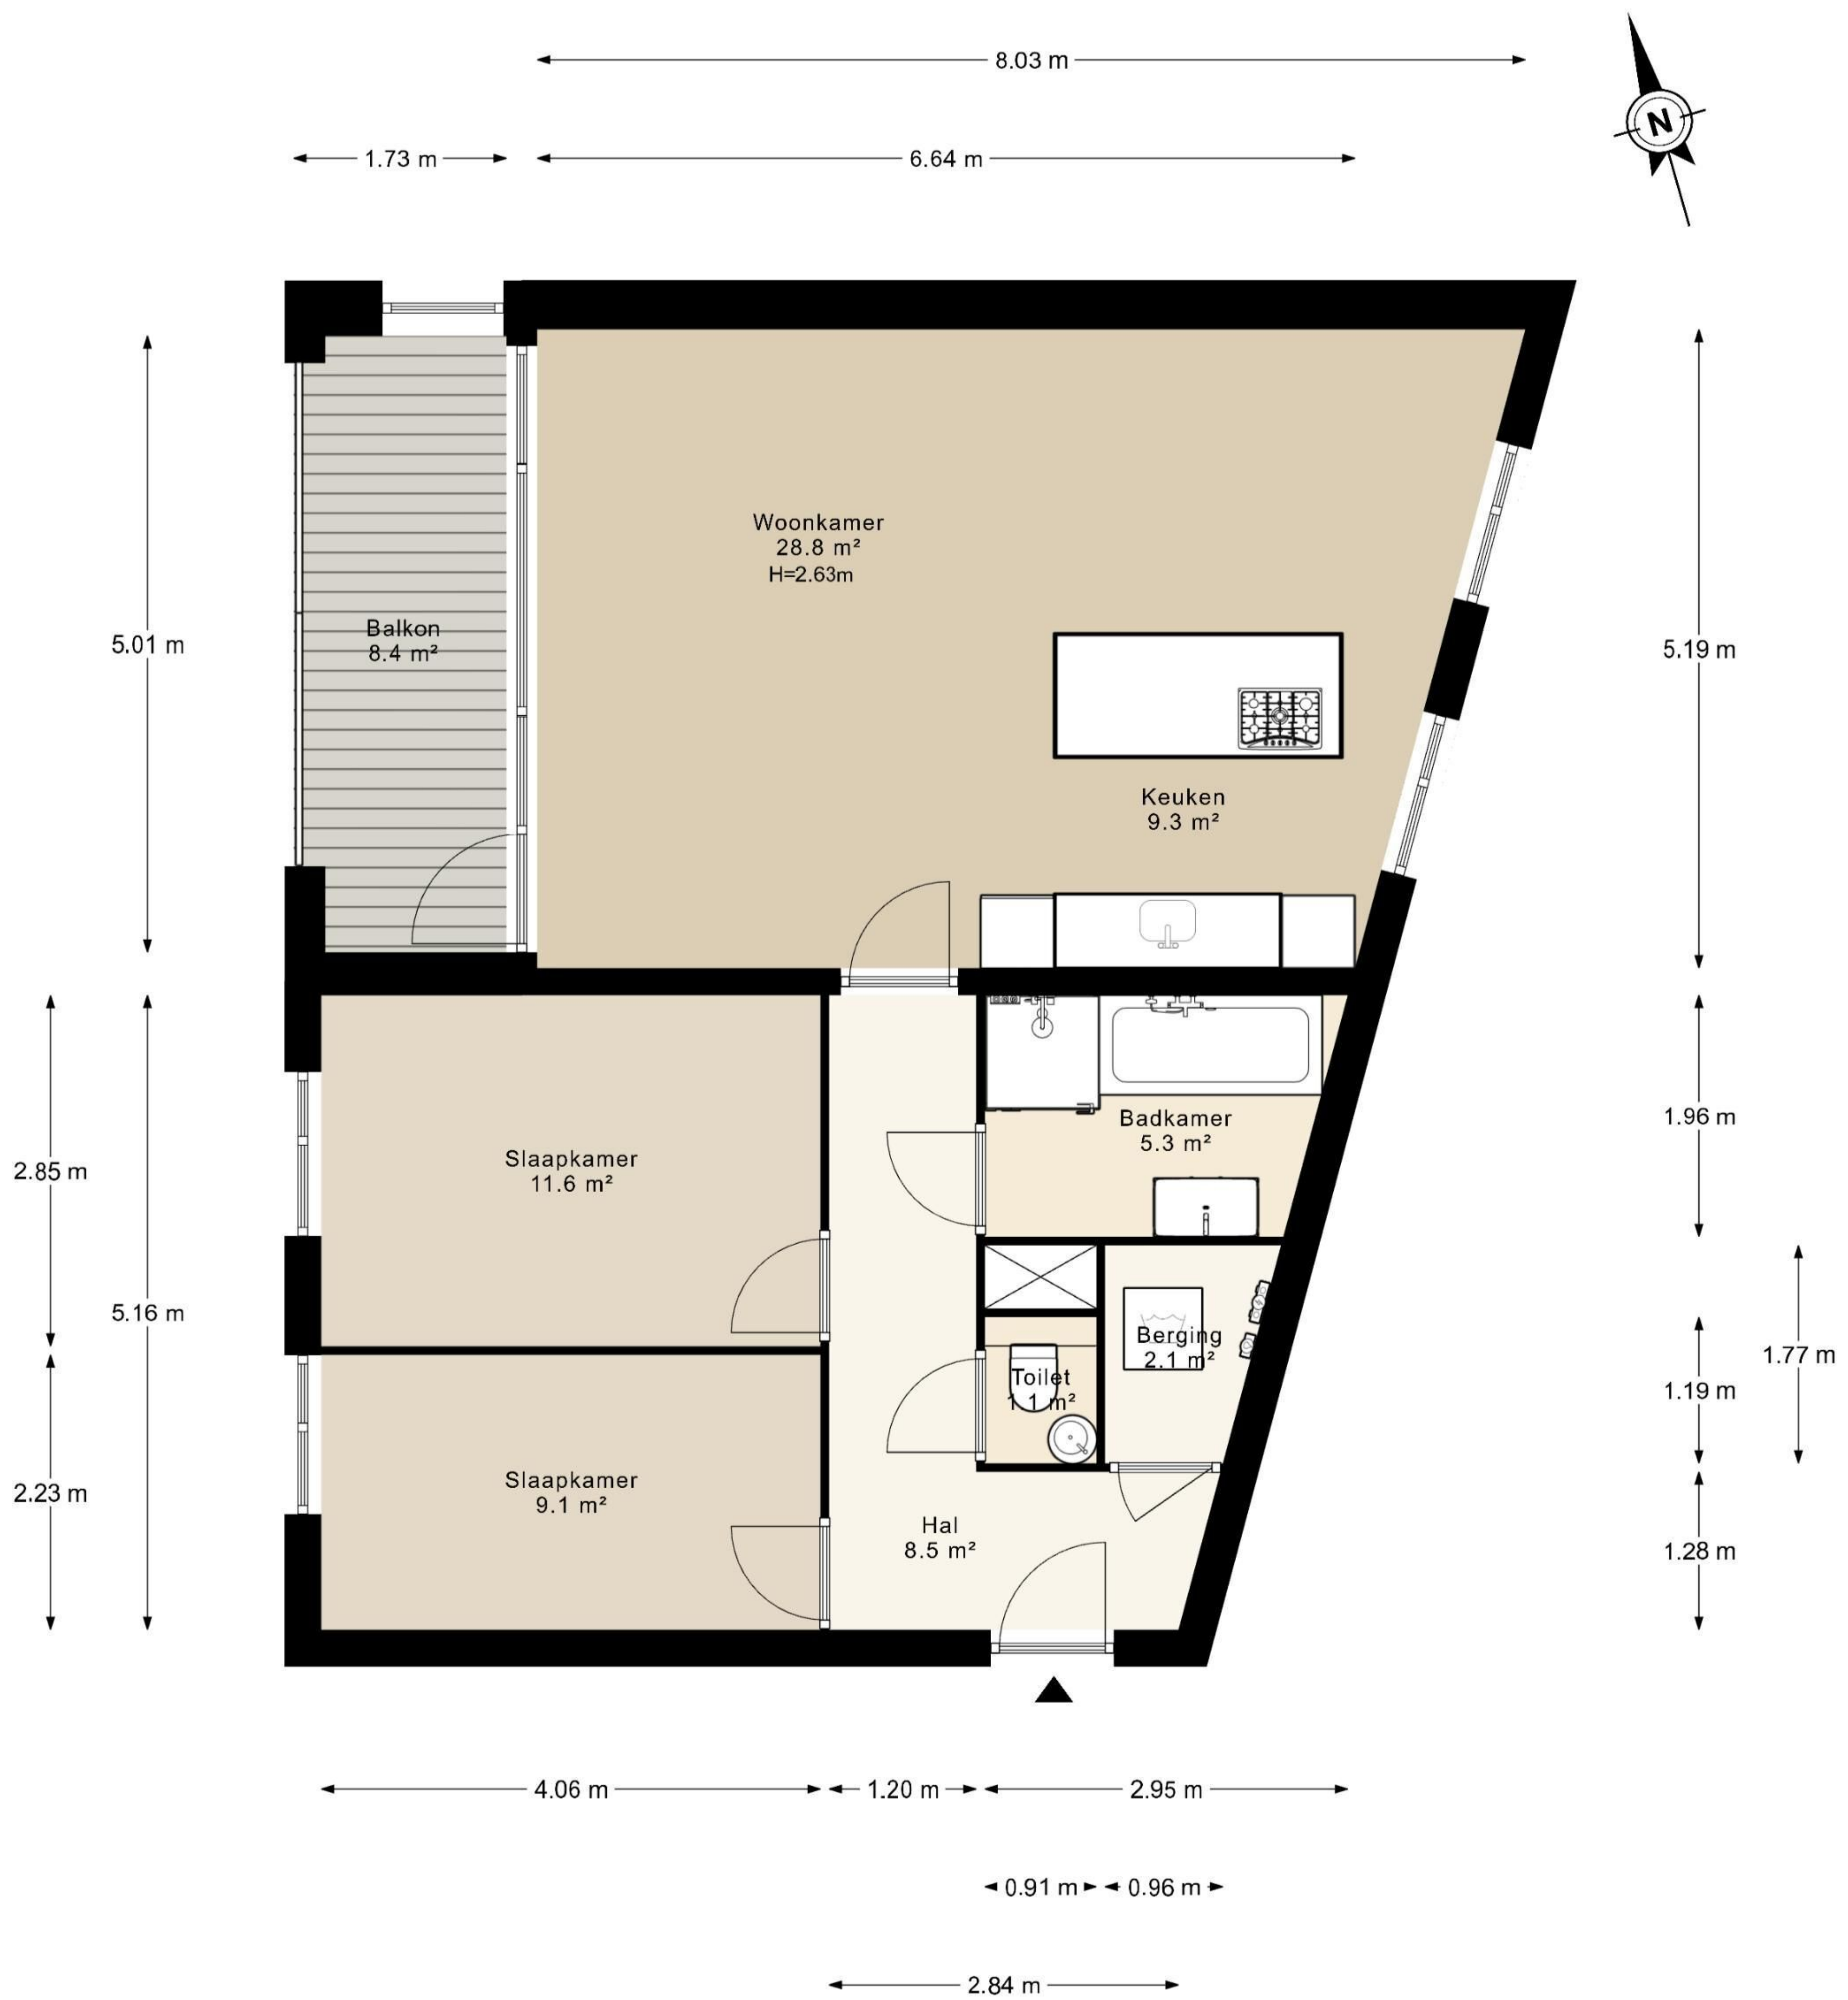 8.03 m
N
1.73 m
6.64 m
Woonkamer
28.8 m²
H=2.63m
Balkon
8.4 m²
5.01 m
5.19 m
Keuken
9.3 m²
Badkamer
5.3 m²
1.96 m
Slaapkamer
11.6 m²
2.85 m
5.16 m
Berging
2.1 m²
1.77 m
Toilet
1.1 m²
1.19 m
Slaapkamer
9.1 m²
2.23 m
Hal
8.5 m²
1.28 m
4.06 m
1.20 m
2.95 m
0.91 m
0.96 m
2.84 m